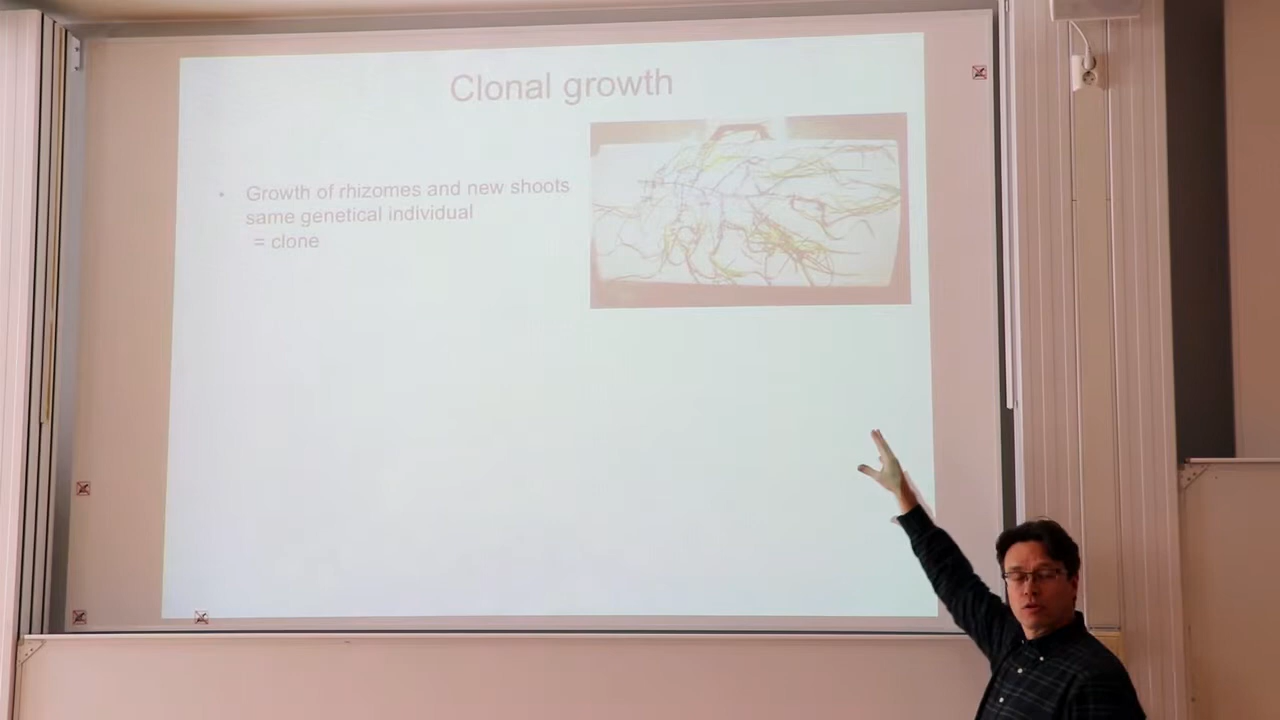 Clonal growth
• Growth of rhizomes and new shoots
same genetical individual
= clone